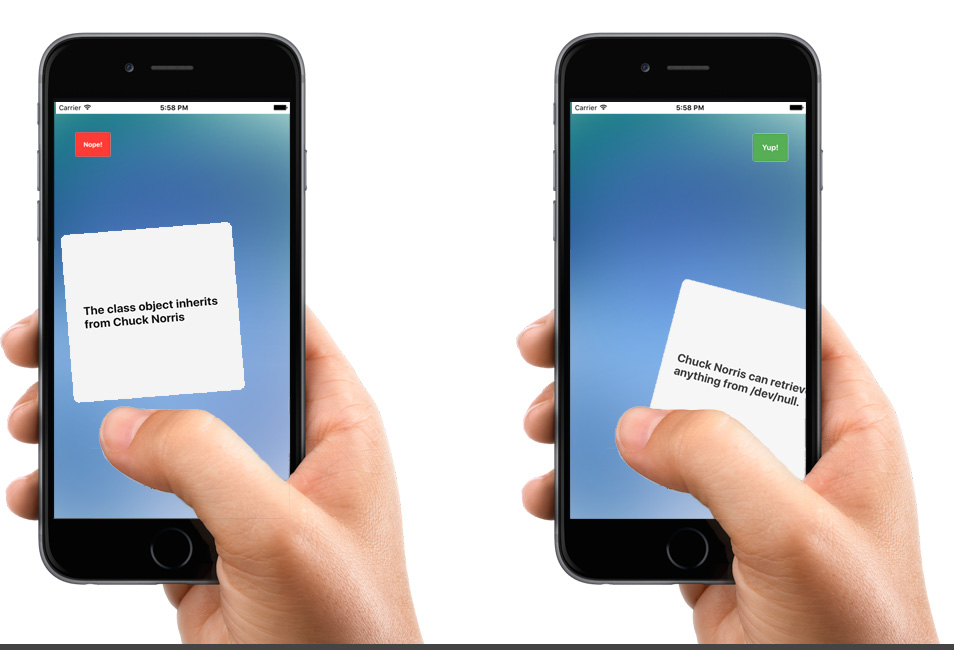 Carrier 5:58 PM
Nope!
The class object inherits
from Chuck Norris
Carrier 5:58 PM
Yup!
Chuck Norris can retriev
anything from /dev/null.